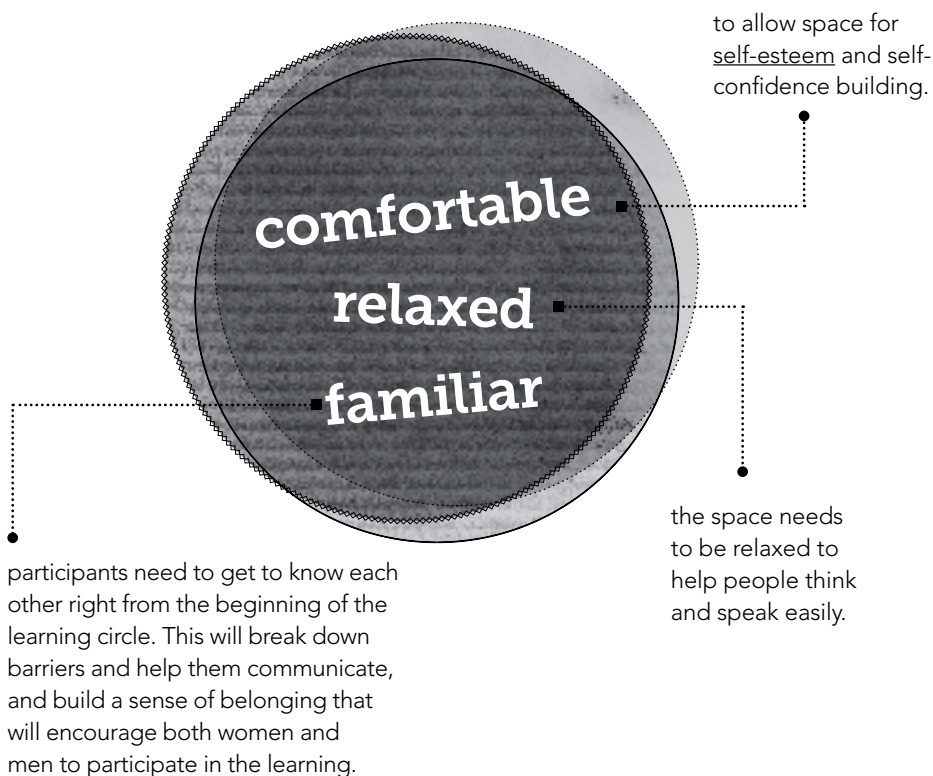 to allow space for
self-esteem and self-
confidence building.
comfortable
relaxed
familiar
the space needs
to be relaxed to
help people think
and speak easily.
participants need to get to know each
other right from the beginning of the
learning circle. This will break down
barriers and help them communicate,
and build a sense of belonging that
will encourage both women and
men to participate in the learning.